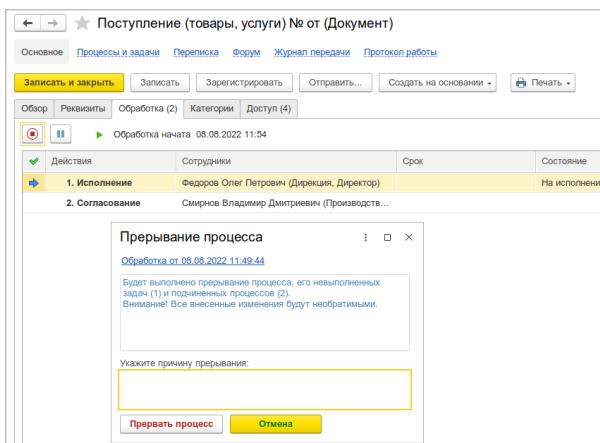 Поступление (товары, услуги) № от (Документ)
Основное Процессы и задачи Переписка Форум Журнал передачи Протокол работы
Записать и закрыть Записать Зарегистрировать Отправить... Создать на основании Печать
Обзор Реквизиты Обработка (2) Категории Доступ (4)
Обработка начата 08.08.2022 11:54
Действия Сотрудники Срок Состояние
1. Исполнение Федоров Олег Петрович (Дирекция, Директор) На исполнени
2. Согласование Смирнов Владимир Дмитриевич (Производств...
Прерывание процесса
Обработка от 08.08.2022 11:49:44
Будет выполнено прерывание процесса, его невыполненных
задач (1) и подчиненных процессов (2).
Внимание! Все внесенные изменения будут необратимыми.
Укажите причину прерывания:
Прервать процесс Отмена